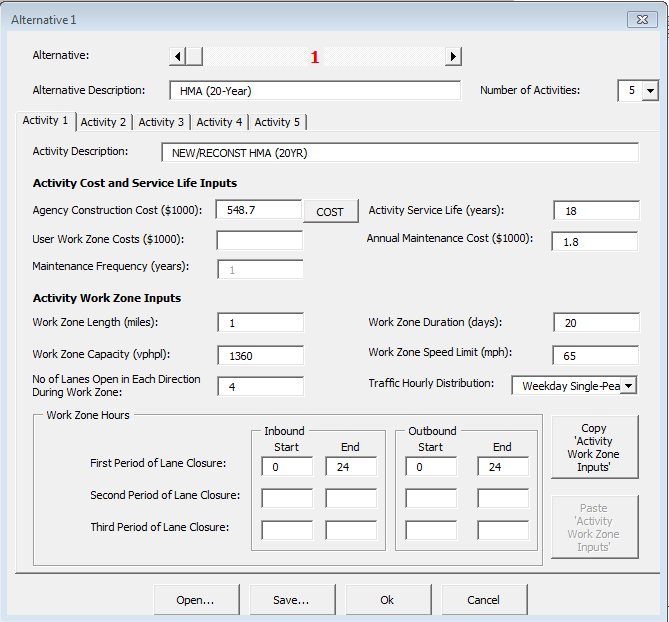 Alternative 1
Alternative: 1
Alternative Description: HMA (20-Year) Number of Activities: 5
Activity 1 Activity 2 Activity 3 Activity 4 Activity 5
Activity Description: NEW/RECONST HMA (20YR)
Activity Cost and Service Life Inputs
Agency Construction Cost ($1000): 548.7 COST Activity Service Life (years): 18
User Work Zone Costs ($1000): Annual Maintenance Cost ($1000): 1.8
Maintenance Frequency (years): 1
Activity Work Zone Inputs
Work Zone Length (miles): 1 Work Zone Duration (days): 20
Work Zone Capacity (vphpl): 1360 Work Zone Speed Limit (mph): 65
No of Lanes Open in Each Direction
During Work Zone: 4 Traffic Hourly Distribution: Weekday Single-Pea
Work Zone Hours
Inbound Outbound
Start End Start End
First Period of Lane Closure: 0 24 0 24
Second Period of Lane Closure:
Third Period of Lane Closure:
Copy
'Activity
Work Zone
Inputs'
Paste
'Activity
Work Zone
Inputs'
Open... Save... Ok Cancel